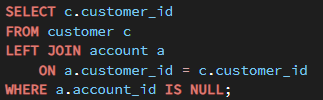 SELECT c.customer_id
FROM customer c
LEFT JOIN account a
ON a.customer_id = c.customer_id
WHERE a.account_id IS NULL;